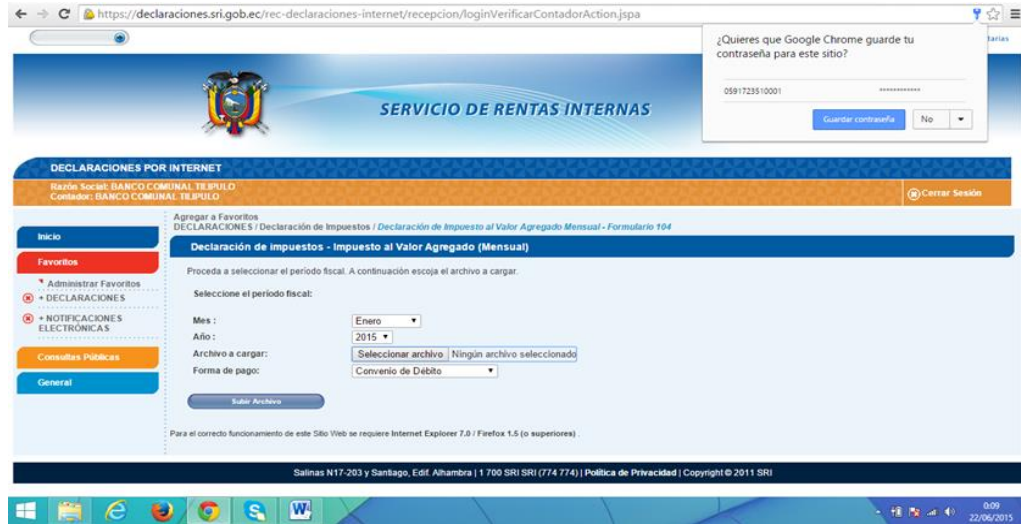 https://declaraciones.sri.gob.ec/rec-declaraciones-internet/recepcion/loginVerificarContadorAction.jspa
¿Quieres que Google Chrome guarde tu
contraseña para este sitio?
0591723510001 ************
Guardar contraseña No
SERVICIO DE RENTAS INTERNAS
DECLARACIONES POR INTERNET
Razón Social: BANCO COMUNAL TILIPULO
Contador: BANCO COMUNAL TILIPULO
Cerrar Sesión
Agregar a Favoritos
DECLARACIONES / Declaración de Impuestos / Declaración de Impuesto al Valor Agregado Mensual - Formulario 104
Inicio
Favoritos
Administrar Favoritos
+ DECLARACIONES
+ NOTIFICACIONES
ELECTRÓNICAS
Consultas Públicas
General
Declaración de impuestos - Impuesto al Valor Agregado (Mensual)
Proceda a seleccionar el periodo fiscal. A continuación escoja el archivo a cargar.
Seleccione el periodo fiscal:
Mes : Enero
Año : 2015
Archivo a cargar: Seleccionar archivo Ningún archivo seleccionado
Forma de pago: Convenio de Débito
Subir Archivo
Para el correcto funcionamiento de este Sitio Web se requiere Internet Explorer 7.0 / Firefox 1.5 (o superiores) .
Salinas N17-203 y Santiago, Edif. Alhambra | 1 700 SRI SRI (774 774) | Política de Privacidad | Copyright © 2011 SRI
0:09
22/06/2015